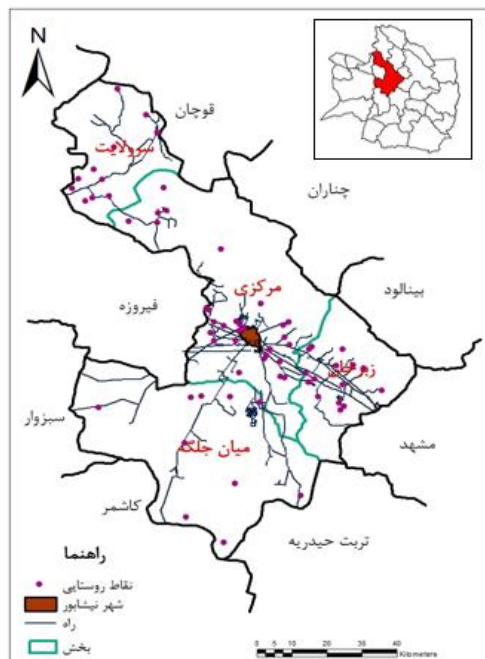 N
قوچان
سرولایت
چناران
بینالود
مرکزی
فیروزه
زبرخان
سبزوار
میان جلگه
مشهد
کاشمر
تربت حیدریه
راهنما
نقاط روستایی
شهر نیشابور
راه
بخش
0 5 10 20 30 40
Kilometers